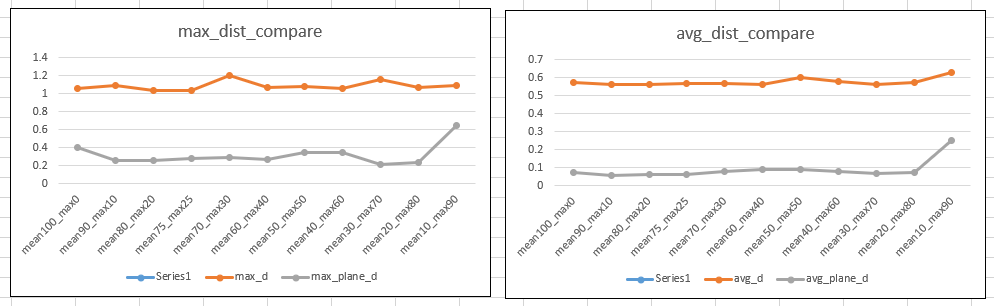 max_dist_compare
1.4
1.2
1
0.8
0.6
0.4
0.2
0
mean100_max0
mean90_max10
mean80_max20
mean75_max25
mean70_max30
mean60_max40
mean50_max50
mean40_max60
mean30_max70
mean20_max80
mean10_max90
Series1 max_d max_plane_d
avg_dist_compare
0.7
0.6
0.5
0.4
0.3
0.2
0.1
0
mean100_max0
mean90_max10
mean80_max20
mean75_max25
mean70_max30
mean60_max40
mean50_max50
mean40_max60
mean30_max70
mean20_max80
mean10_max90
Series1 avg_d avg_plane_d